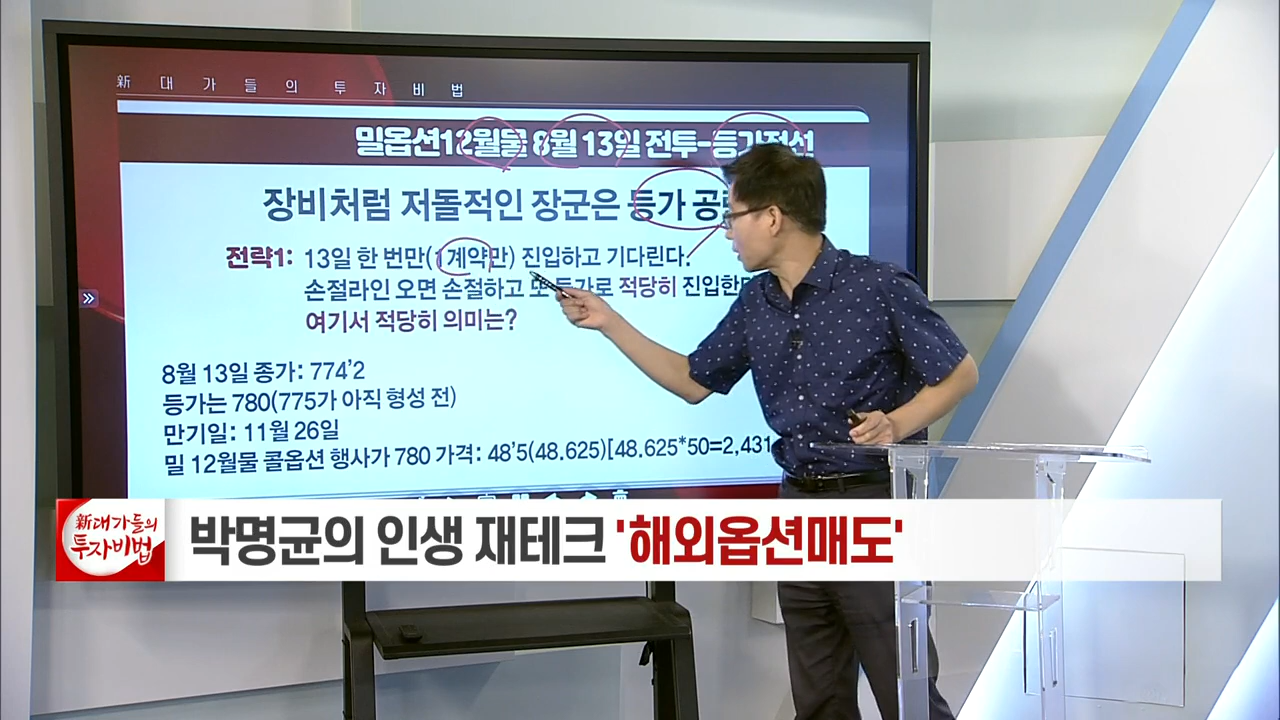 新 대 가 들 의 투 자 비 법
밀옵션12월물 8월 13일 전투-등가전선
장비처럼 저돌적인 장군은 등가
전략1: 13일 한 번만(1계약만) 진입하고 기다린다.
손절라인 오면 손절하고 또 등가로 적당히 진입한다
여기서 적당히 의미는?
8월 13일 종가: 774'2
등가는 780(775가 아직 형성 전)
만기일: 11월 26일
밀 12월물 콜옵션 행사가 780 가격: 48'5(48.625)[48.625*50=2,431
新대가들의
투자비법
박명균의 인생 재테크 '해외옵션매도'